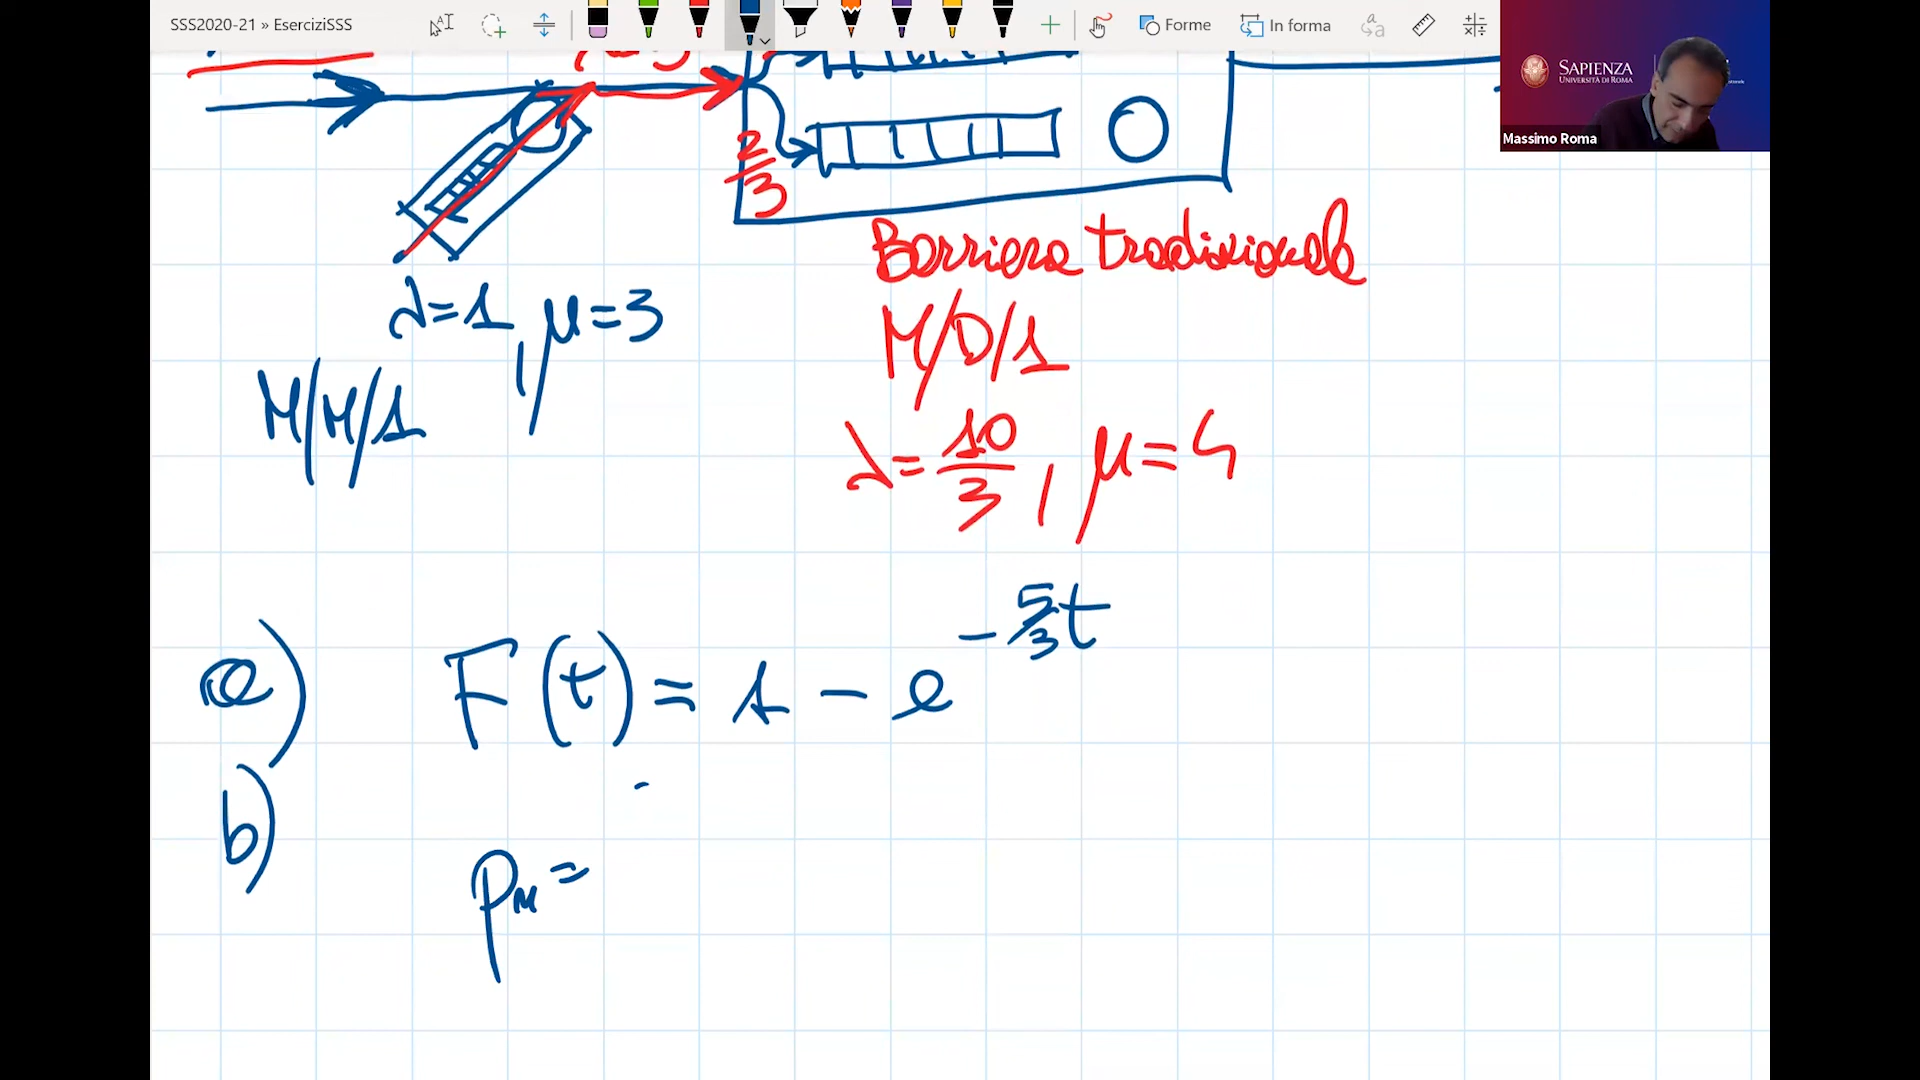 SSS2020-21 » EserciziSSS
Forme
In forma
SAPIENZA
UNIVERSITÀ DI ROMA
Massimo Roma
2/3
Barriera tradizionale
λ=1, μ=3
M/D/1
M/M/1
λ=10/3, μ=4
a) F(t) = 1 - e^{-5/3 t}
b)
Pn =